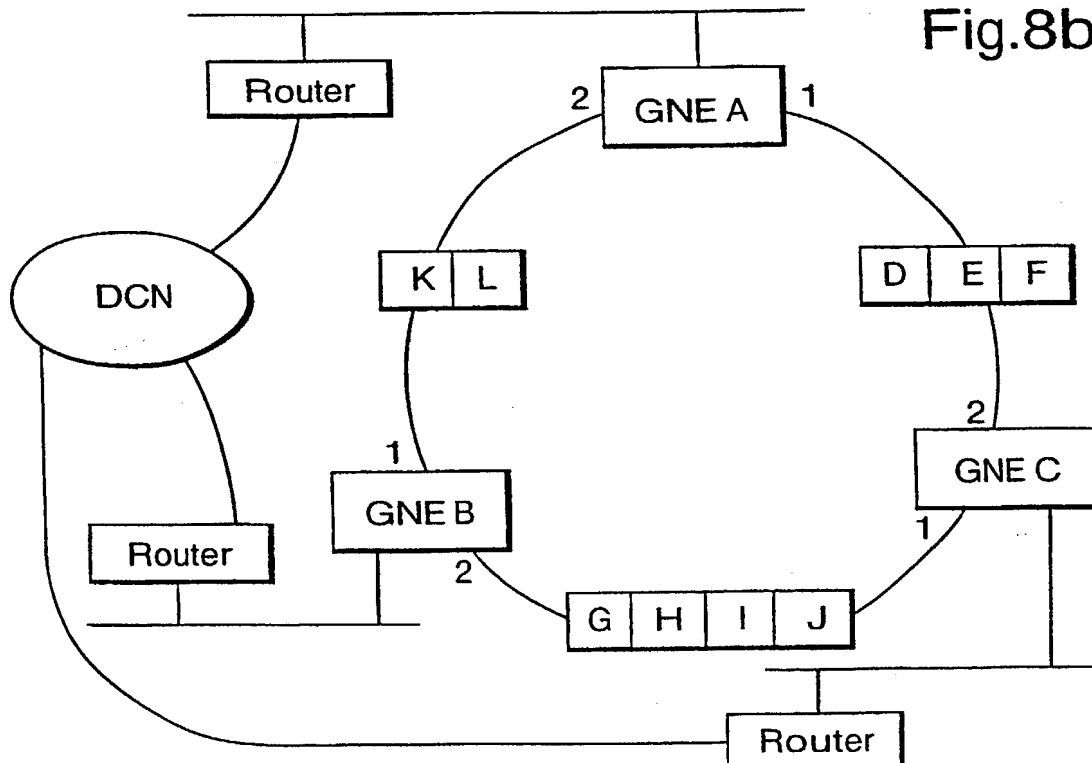 Fig.8b
Router
2
GNE A
1
K L
D E F
DCN
2
1
GNE C
GNE B
1
Router
2
G H I J
Router